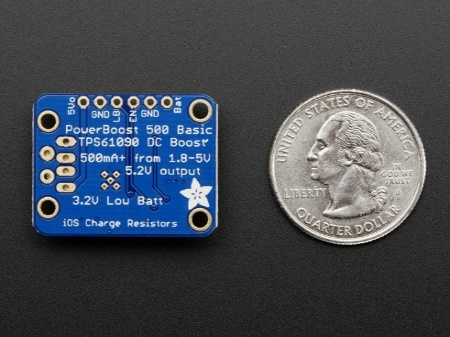 5Vo GND LB EN GND Bat
PowerBoost 500 Basic
TPS61090 DC Boost
500mA+ from 1.8-5V
5.2V output
3.2V Low Batt
iOS Charge Resistors
UNITED STATES OF AMERICA
LIBERTY
IN
GOD WE
TRUST
QUARTER DOLLAR